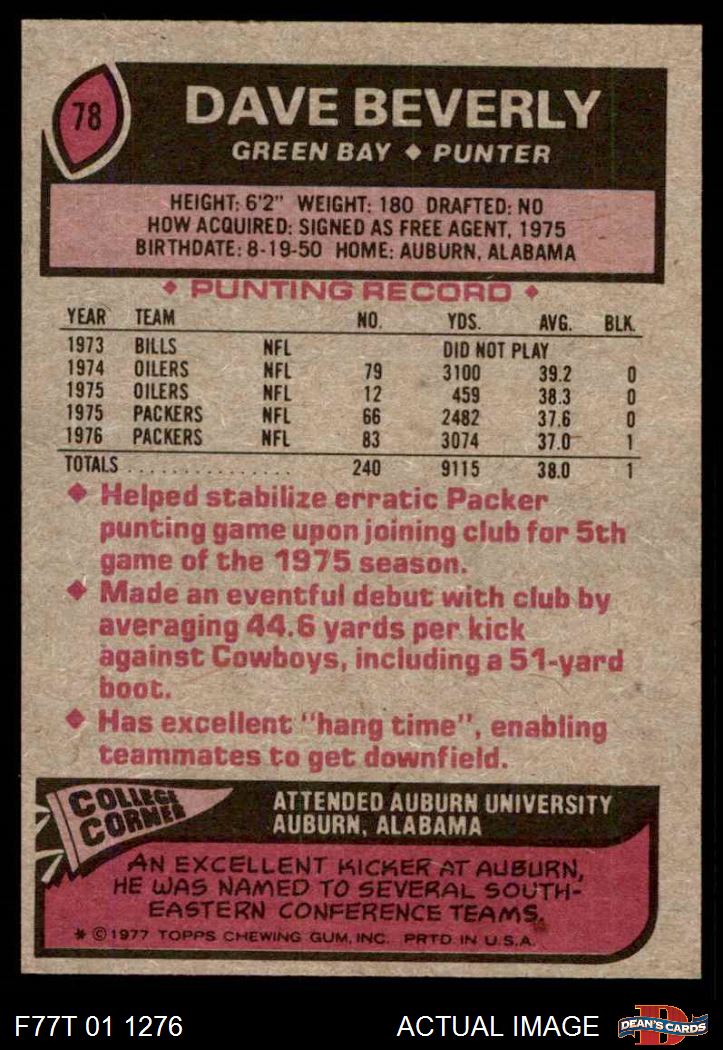 78
DAVE BEVERLY
GREEN BAY ♦ PUNTER
HEIGHT: 6'2" WEIGHT: 180 DRAFTED: NO
HOW ACQUIRED: SIGNED AS FREE AGENT, 1975
BIRTHDATE: 8-19-50 HOME: AUBURN, ALABAMA
♦ PUNTING RECORD ♦
YEAR TEAM NO. YDS. AVG. BLK.
1973 BILLS NFL DID NOT PLAY
1974 OILERS NFL 79 3100 39.2 0
1975 OILERS NFL 12 459 38.3 0
1975 PACKERS NFL 66 2482 37.6 0
1976 PACKERS NFL 83 3074 37.0 1
TOTALS ................ 240 9115 38.0 1
♦ Helped stabilize erratic Packer
punting game upon joining club for 5th
game of the 1975 season.
♦ Made an eventful debut with club by
averaging 44.6 yards per kick
against Cowboys, including a 51-yard
boot.
♦ Has excellent "hang time", enabling
teammates to get downfield.
COLLEGE
CORNER
ATTENDED AUBURN UNIVERSITY
AUBURN, ALABAMA
AN EXCELLENT KICKER AT AUBURN,
HE WAS NAMED TO SEVERAL SOUTH-
EASTERN CONFERENCE TEAMS.
* © 1977 TOPPS CHEWING GUM, INC. PRTD IN U.S.A.
F77T 01 1276
ACTUAL IMAGE
D
DEAN'S CARDS